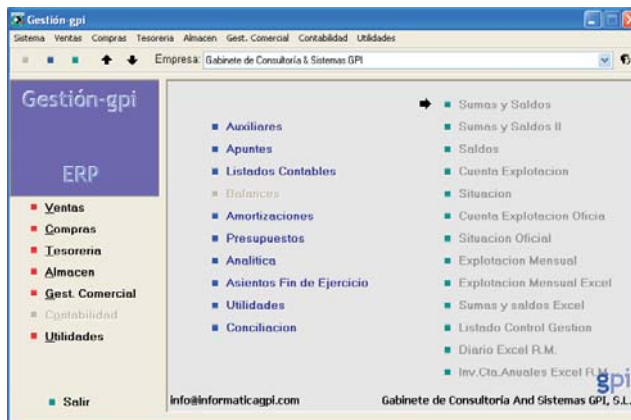 Gestión-gpi
Sistema Ventas Compras Tesoreria Almacen Gest. Comercial Contabilidad Utilidades
Empresa: Gabinete de Consultoría & Sistemas GPI
Gestión-gpi
ERP
Ventas
Compras
Tesoreria
Almacen
Gest. Comercial
Contabilidad
Utilidades
Salir
Auxiliares
Apuntes
Listados Contables
Balances
Amortizaciones
Presupuestos
Analitica
Asientos Fin de Ejercicio
Utilidades
Conciliacion
Sumas y Saldos
Sumas y Saldos II
Saldos
Cuenta Explotacion
Situacion
Cuenta Explotacion Oficia
Situacion Oficial
Explotacion Mensual
Explotacion Mensual Excel
Sumas y saldos Excel
Listado Control Gestion
Diario Excel R.M.
Inv.Cta.Anuales Excel R.M.
gpi
info@informaticagpi.com Gabinete de Consultoria And Sistemas GPI, S.L.